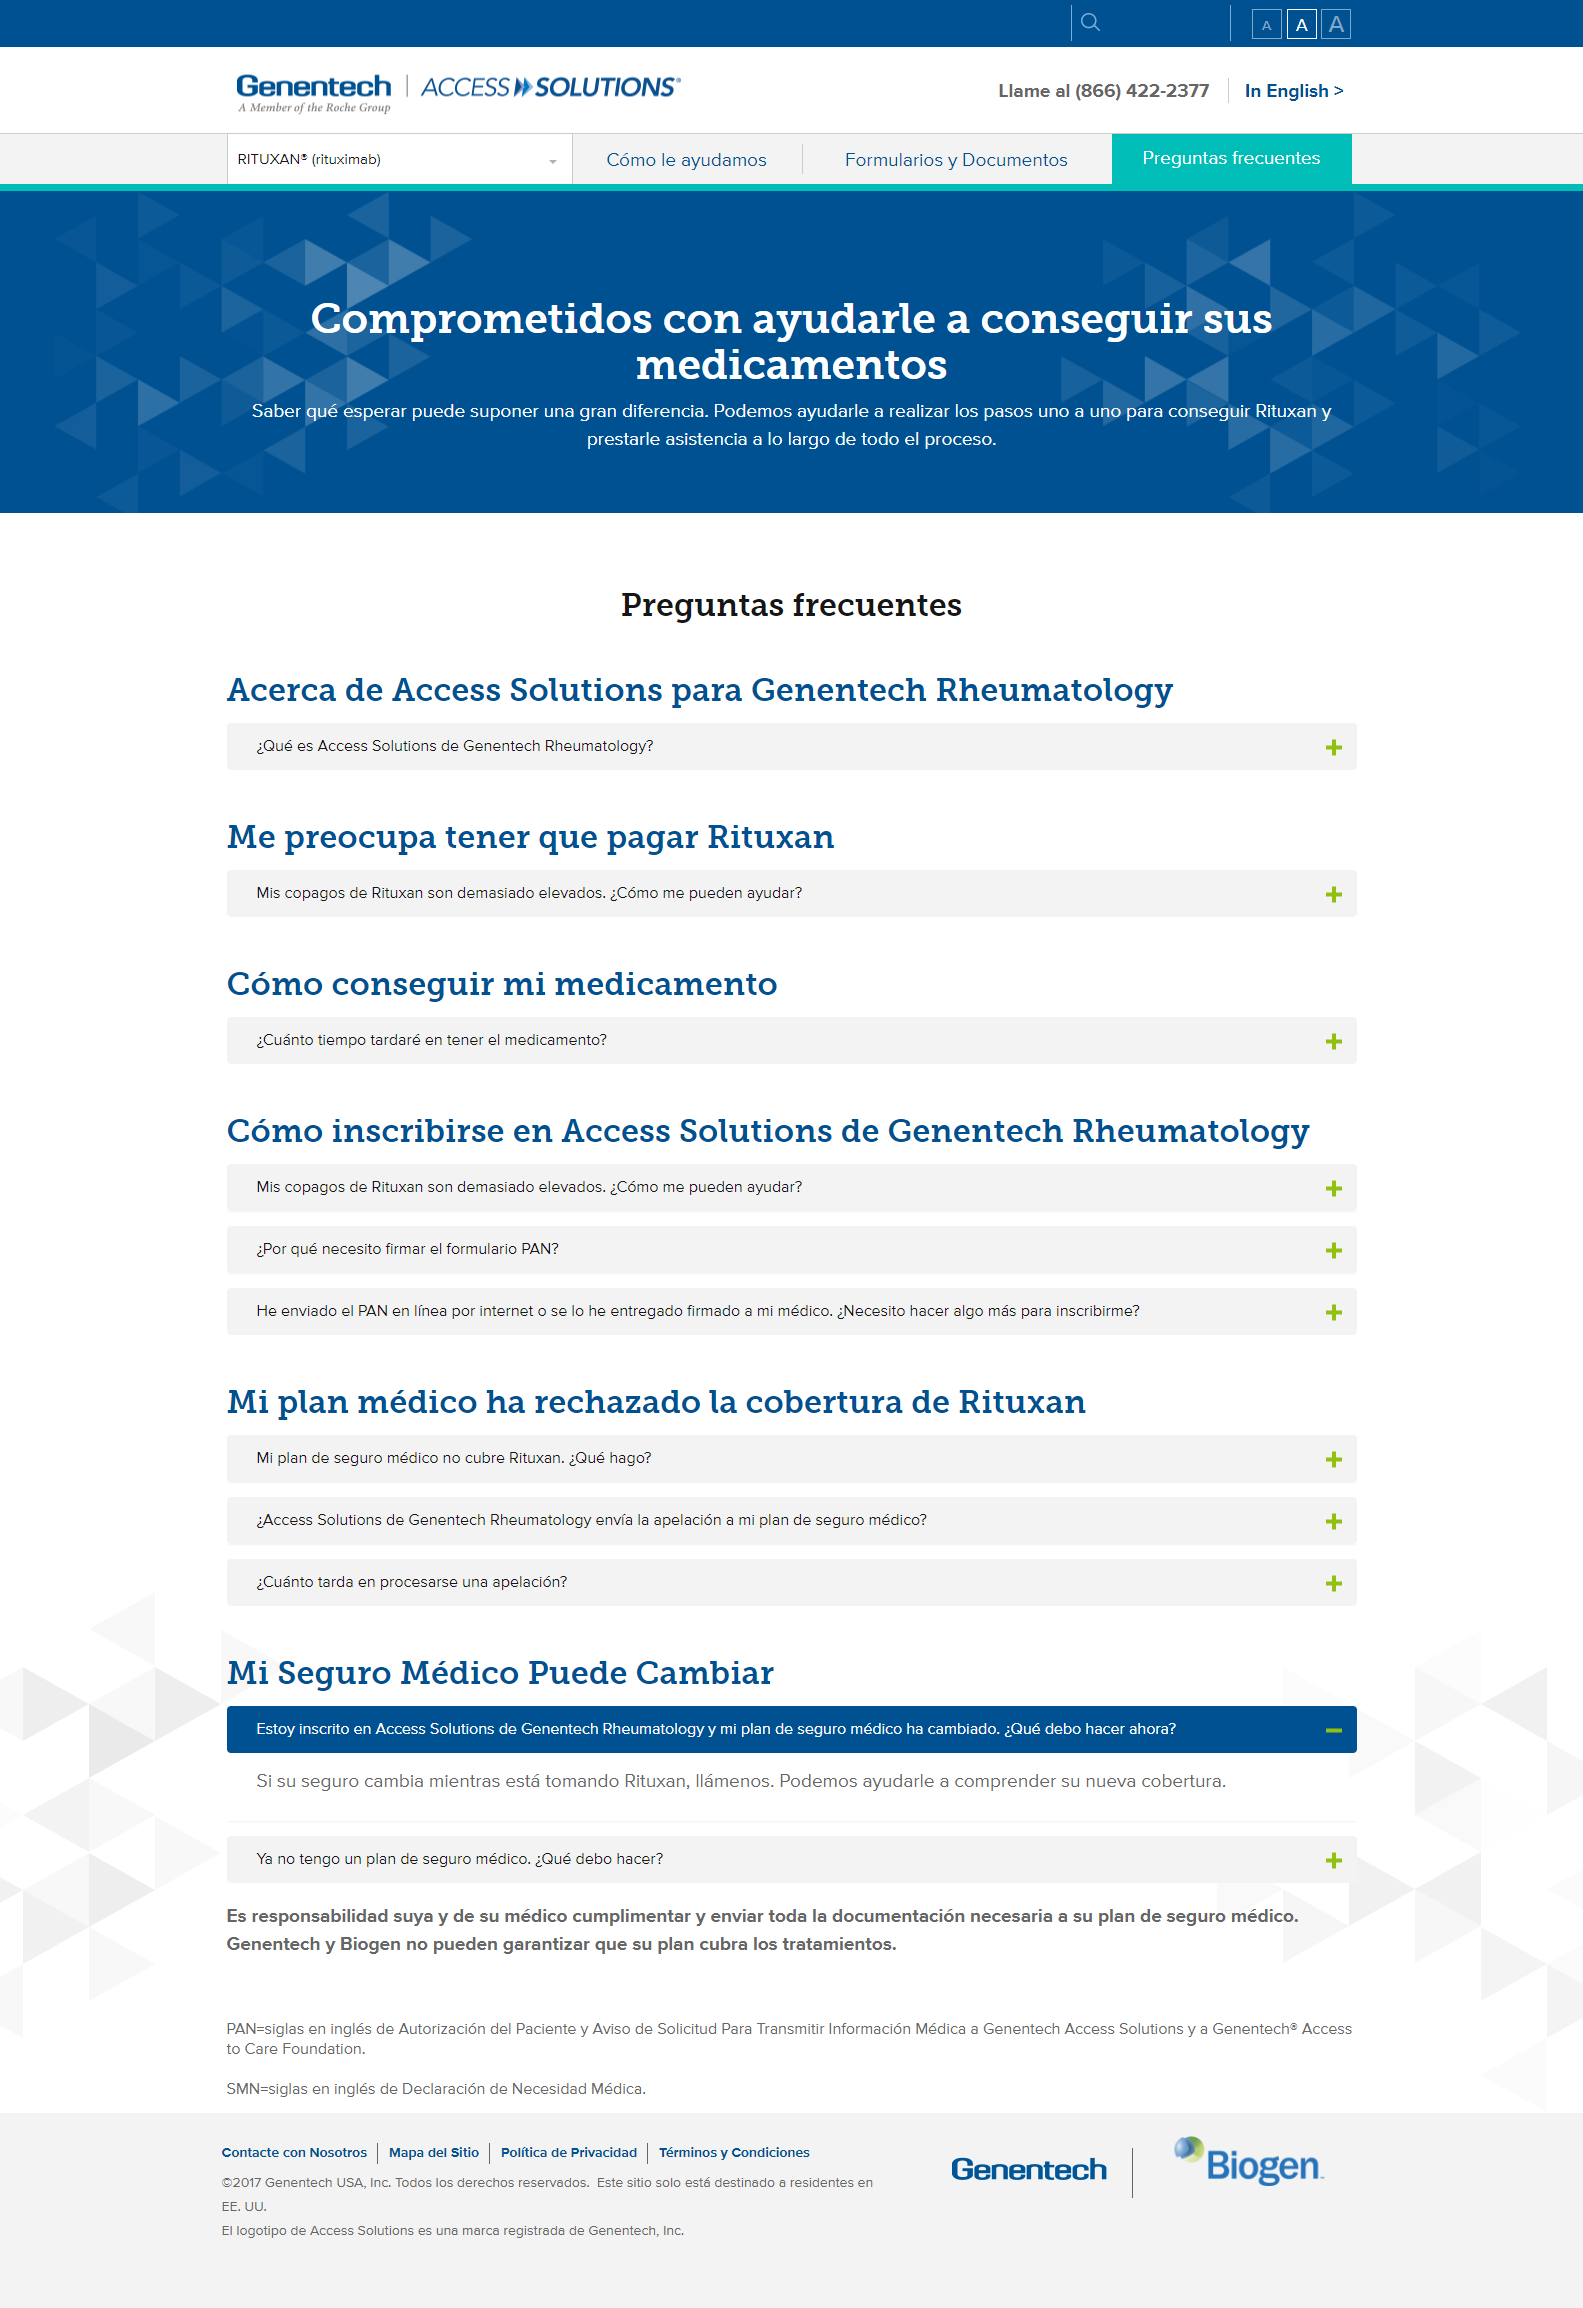 A A A
Genentech
A Member of the Roche Group
ACCESS SOLUTIONS®
Llame al (866) 422-2377
In English >
RITUXAN® (rituximab)
Cómo le ayudamos
Formularios y Documentos
Preguntas frecuentes
Comprometidos con ayudarle a conseguir sus
medicamentos
Saber qué esperar puede suponer una gran diferencia. Podemos ayudarle a realizar los pasos uno a uno para conseguir Rituxan y
prestarle asistencia a lo largo de todo el proceso.
Preguntas frecuentes
Acerca de Access Solutions para Genentech Rheumatology
¿Qué es Access Solutions de Genentech Rheumatology?
Me preocupa tener que pagar Rituxan
Mis copagos de Rituxan son demasiado elevados. ¿Cómo me pueden ayudar?
Cómo conseguir mi medicamento
¿Cuánto tiempo tardaré en tener el medicamento?
Cómo inscribirse en Access Solutions de Genentech Rheumatology
Mis copagos de Rituxan son demasiado elevados. ¿Cómo me pueden ayudar?
¿Por qué necesito firmar el formulario PAN?
He enviado el PAN en línea por internet o se lo he entregado firmado a mi médico. ¿Necesito hacer algo más para inscribirme?
Mi plan médico ha rechazado la cobertura de Rituxan
Mi plan de seguro médico no cubre Rituxan. ¿Qué hago?
¿Access Solutions de Genentech Rheumatology envía la apelación a mi plan de seguro médico?
¿Cuánto tarda en procesarse una apelación?
Mi Seguro Médico Puede Cambiar
Estoy inscrito en Access Solutions de Genentech Rheumatology y mi plan de seguro médico ha cambiado. ¿Qué debo hacer ahora?
Si su seguro cambia mientras está tomando Rituxan, llámenos. Podemos ayudarle a comprender su nueva cobertura.
Ya no tengo un plan de seguro médico. ¿Qué debo hacer?
Es responsabilidad suya y de su médico cumplimentar y enviar toda la documentación necesaria a su plan de seguro médico.
Genentech y Biogen no pueden garantizar que su plan cubra los tratamientos.
PAN=siglas en inglés de Autorización del Paciente y Aviso de Solicitud Para Transmitir Información Médica a Genentech Access Solutions y a Genentech® Access
to Care Foundation.
SMN=siglas en inglés de Declaración de Necesidad Médica.
Contacte con Nosotros
Mapa del Sitio
Política de Privacidad
Términos y Condiciones
©2017 Genentech USA, Inc. Todos los derechos reservados. Este sitio solo está destinado a residentes en
EE. UU.
El logotipo de Access Solutions es una marca registrada de Genentech, Inc.
Genentech
Biogen